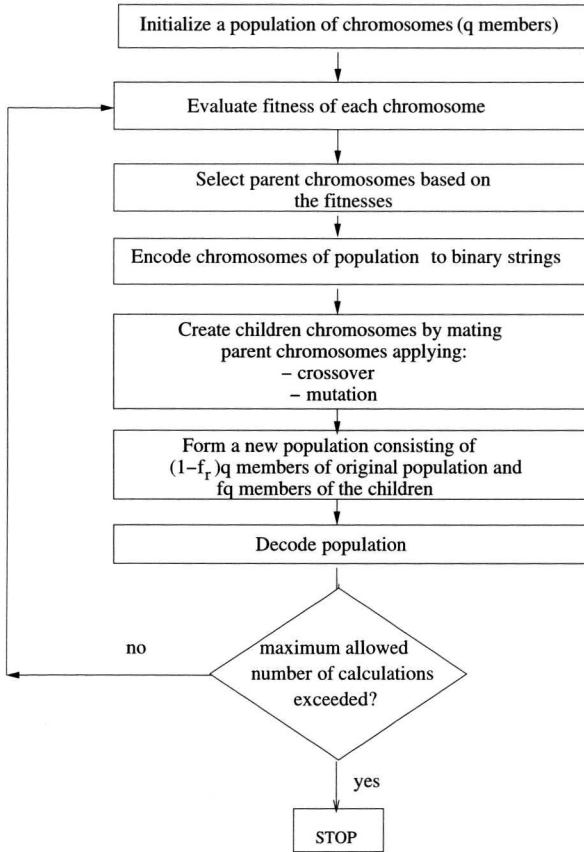 Initialize a population of chromosomes (q members)
Evaluate fitness of each chromosome
Select parent chromosomes based on
the fitnesses
Encode chromosomes of population to binary strings
Create children chromosomes by mating
parent chromosomes applying:
– crossover
– mutation
Form a new population consisting of
(1−f_r)q members of original population and
fq members of the children
Decode population
no
maximum allowed
number of calculations
exceeded?
yes
STOP